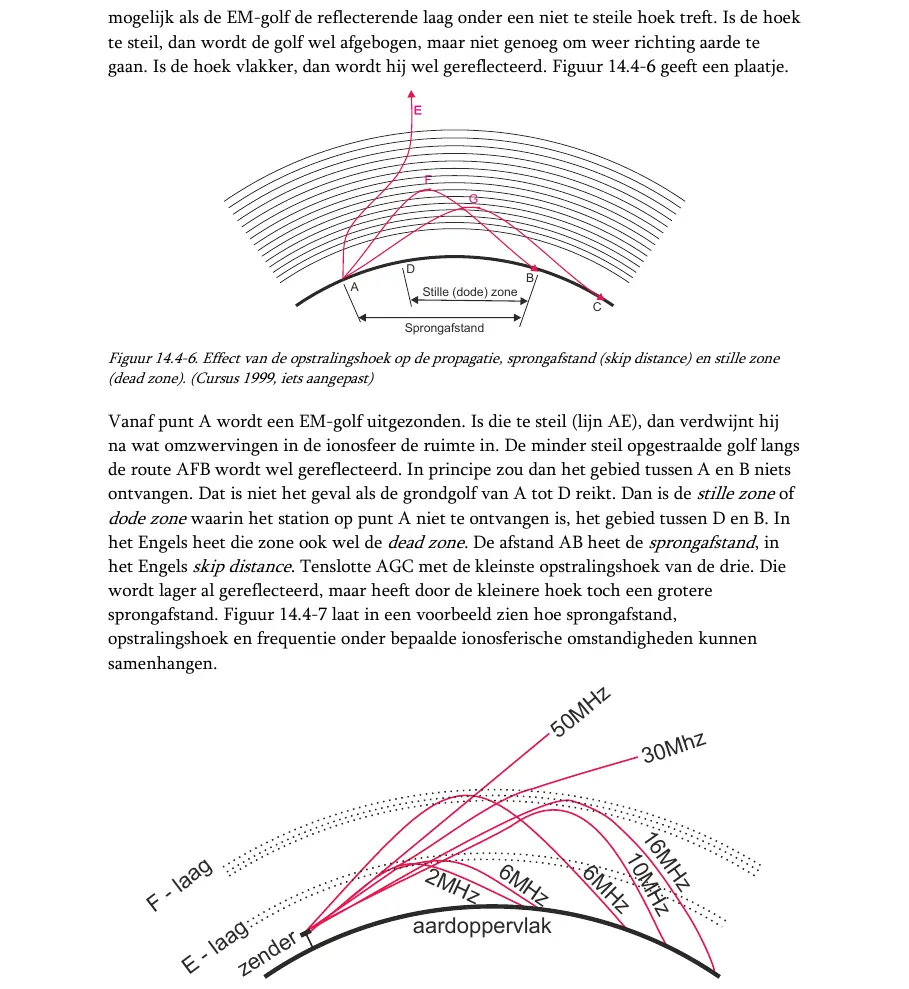 mogelijk als de EM-golf de reflecterende laag onder een niet te steile hoek treft. Is de hoek
te steil, dan wordt de golf wel afgebogen, maar niet genoeg om weer richting aarde te
gaan. Is de hoek vlakker, dan wordt hij wel gereflecteerd. Figuur 14.4-6 geeft een plaatje.
E
F
G
A
D
B
C
Stille (dode) zone
Sprongafstand
Figuur 14.4-6. Effect van de opstralingshoek op de propagatie, sprongafstand (skip distance) en stille zone
(dead zone). (Cursus 1999, iets aangepast)
Vanaf punt A wordt een EM-golf uitgezonden. Is die te steil (lijn AE), dan verdwijnt hij
na wat omzwervingen in de ionosfeer de ruimte in. De minder steil opgestraalde golf langs
de route AFB wordt wel gereflecteerd. In principe zou dan het gebied tussen A en B niets
ontvangen. Dat is niet het geval als de grondgolf van A tot D reikt. Dan is de stille zone of
dode zone waarin het station op punt A niet te ontvangen is, het gebied tussen D en B. In
het Engels heet die zone ook wel de dead zone. De afstand AB heet de sprongafstand, in
het Engels skip distance. Tenslotte AGC met de kleinste opstralingshoek van de drie. Die
wordt lager al gereflecteerd, maar heeft door de kleinere hoek toch een grotere
sprongafstand. Figuur 14.4-7 laat in een voorbeeld zien hoe sprongafstand,
opstralingshoek en frequentie onder bepaalde ionosferische omstandigheden kunnen
samenhangen.
50MHz
30Mhz
F - laag
E - laag
zender
2MHz
6MHz
6MHz
10MHz
16MHz
aardoppervlak